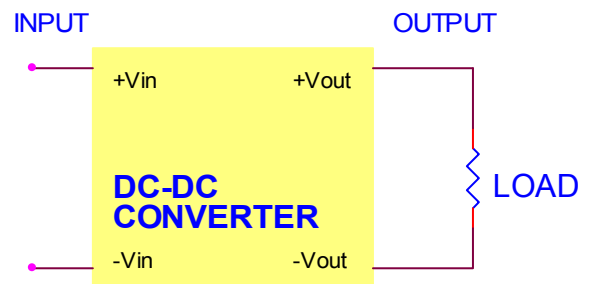 INPUT
OUTPUT
+Vin
+Vout
DC-DC
CONVERTER
LOAD
-Vin
-Vout